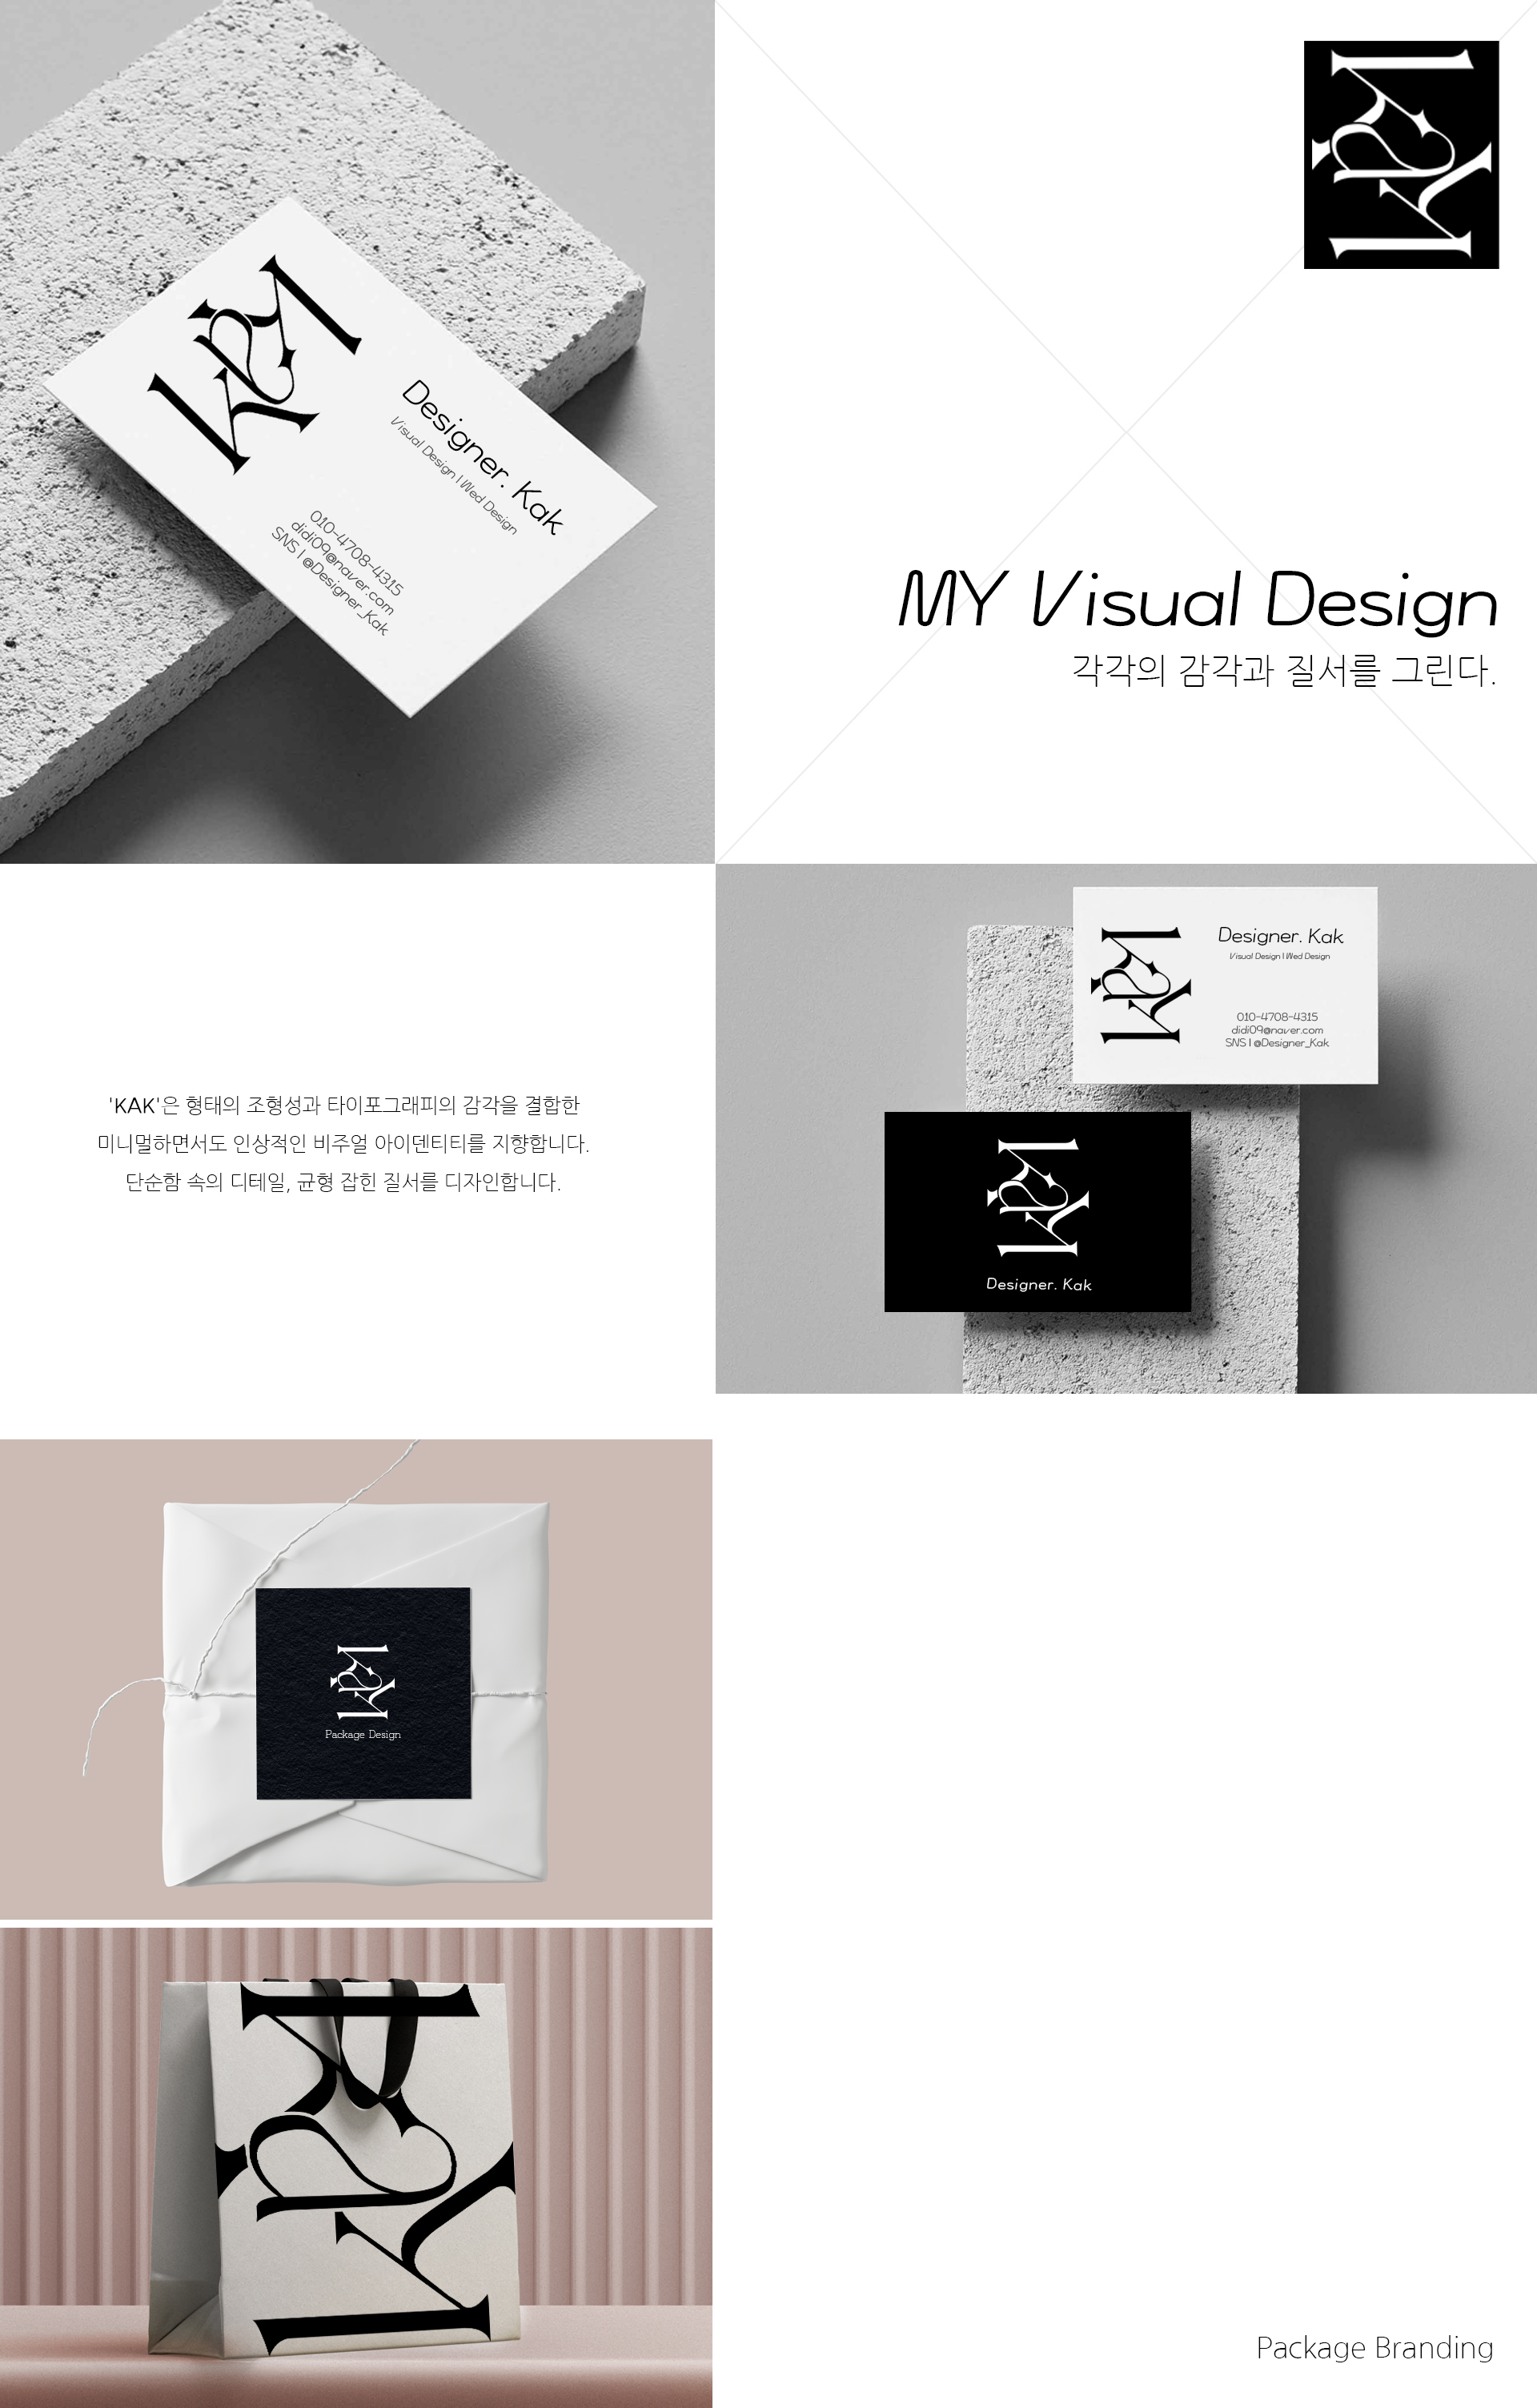 Designer. Kak
Visual Design I Wed Design
010-4708-4315
didi09@naver.com
SNS I @Designer_Kak
MY Visual Design
각각의 감각과 질서를 그린다.
'KAK'은 형태의 조형성과 타이포그래피의 감각을 결합한
미니멀하면서도 인상적인 비주얼 아이덴티티를 지향합니다.
단순함 속의 디테일, 균형 잡힌 질서를 디자인합니다.
Designer. Kak
Visual Design I Wed Design
010-4708-4315
didi09@naver.com
SNS I @Designer_Kak
Designer. Kak
Package Design
Package Branding